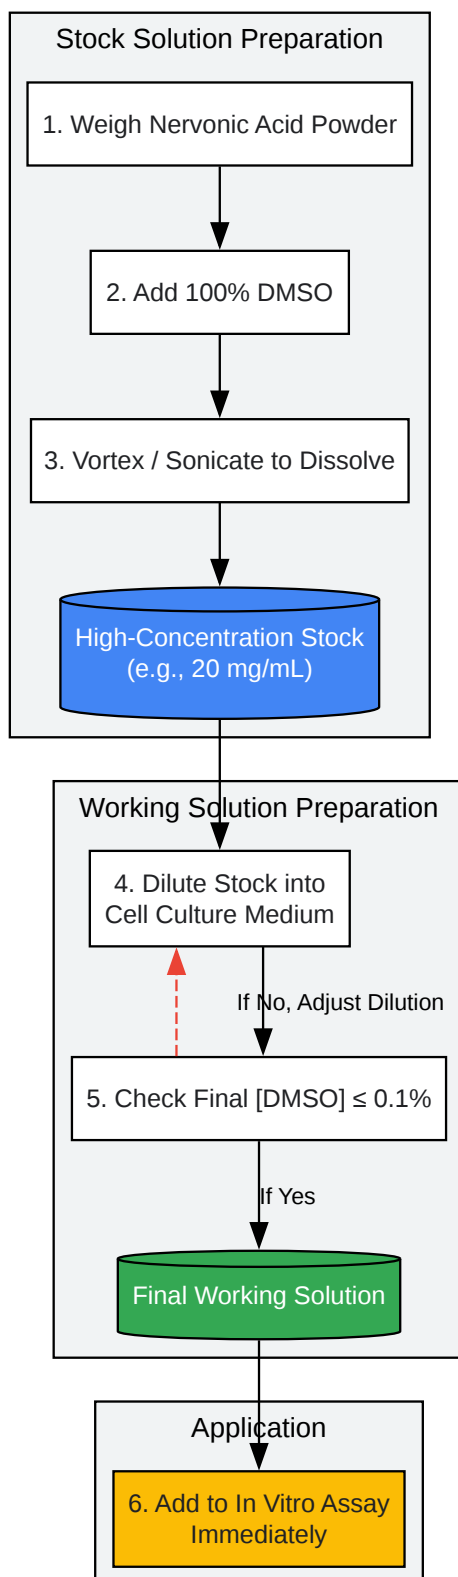 Stock Solution Preparation
1. Weigh Nervonic Acid Powder
2. Add 100% DMSO
3. Vortex / Sonicate to Dissolve
High-Concentration Stock
(e.g., 20 mg/mL)
Working Solution Preparation
4. Dilute Stock into
Cell Culture Medium
If No, Adjust Dilution
5. Check Final [DMSO] ≤ 0.1%
If Yes
Final Working Solution
Application
6. Add to In Vitro Assay
Immediately